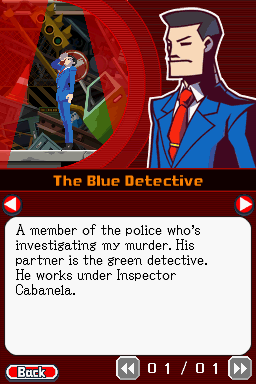 The Blue Detective
A member of the police who's
investigating my murder. His
partner is the green detective.
He works under Inspector
Cabanela.
Back
01/01